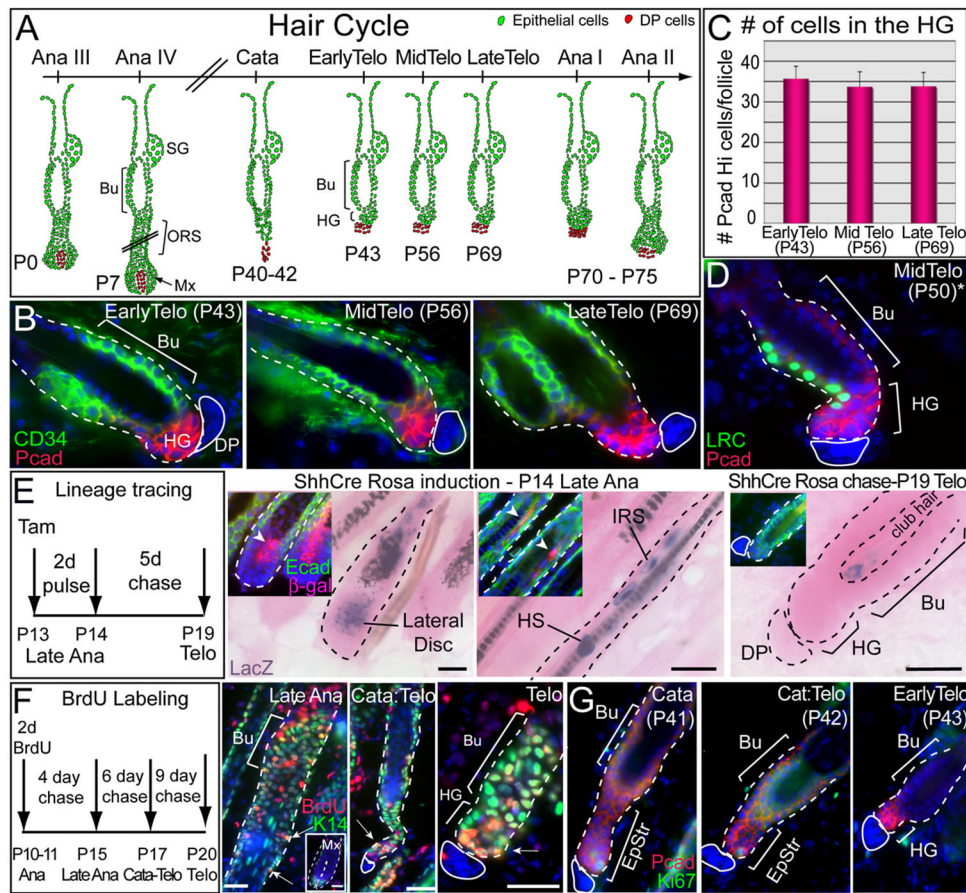 A
Hair Cycle
Epithelial cells
DP cells
Ana III
Ana IV
Cata
EarlyTelo
MidTelo
LateTelo
Ana I
Ana II
SG
Bu
ORS
Mx
Bu
HG
P0
P7
P40-42
P43
P56
P69
P70 - P75
C
# of cells in the HG
# Pcad Hi cells/follicle
40
30
20
10
0
EarlyTelo
(P43)
Mid Telo
(P56)
Late Telo
(P69)
B
EarlyTelo (P43)
Bu
CD34
Pcad
HG
DP
MidTelo (P56)
LateTelo (P69)
D
MidTelo
(P50)*
Bu
HG
LRC
Pcad
E
Lineage tracing
Tam
2d
pulse
5d
chase
P13
P14
Late Ana
P19
Telo
ShhCre Rosa induction - P14 Late Ana
Ecad
β-gal
Lateral
Disc
LacZ
IRS
HS
ShhCre Rosa chase-P19 Telo
club hair
Bu
DP
HG
F
BrdU Labeling
2d
BrdU
4 day
chase
6 day
chase
9 day
chase
P10-11
Ana
P15
Late Ana
P17
Cata-Telo
P20
Telo
Late Ana
Bu
BrdU
K14
Mx
Cata:Telo
Telo
Bu
HG
G
Cata
(P41)
Bu
EpStr
Pcad
Ki67
Cat:Telo
(P42)
Bu
EpStr
EarlyTelo
(P43)
Bu
HG